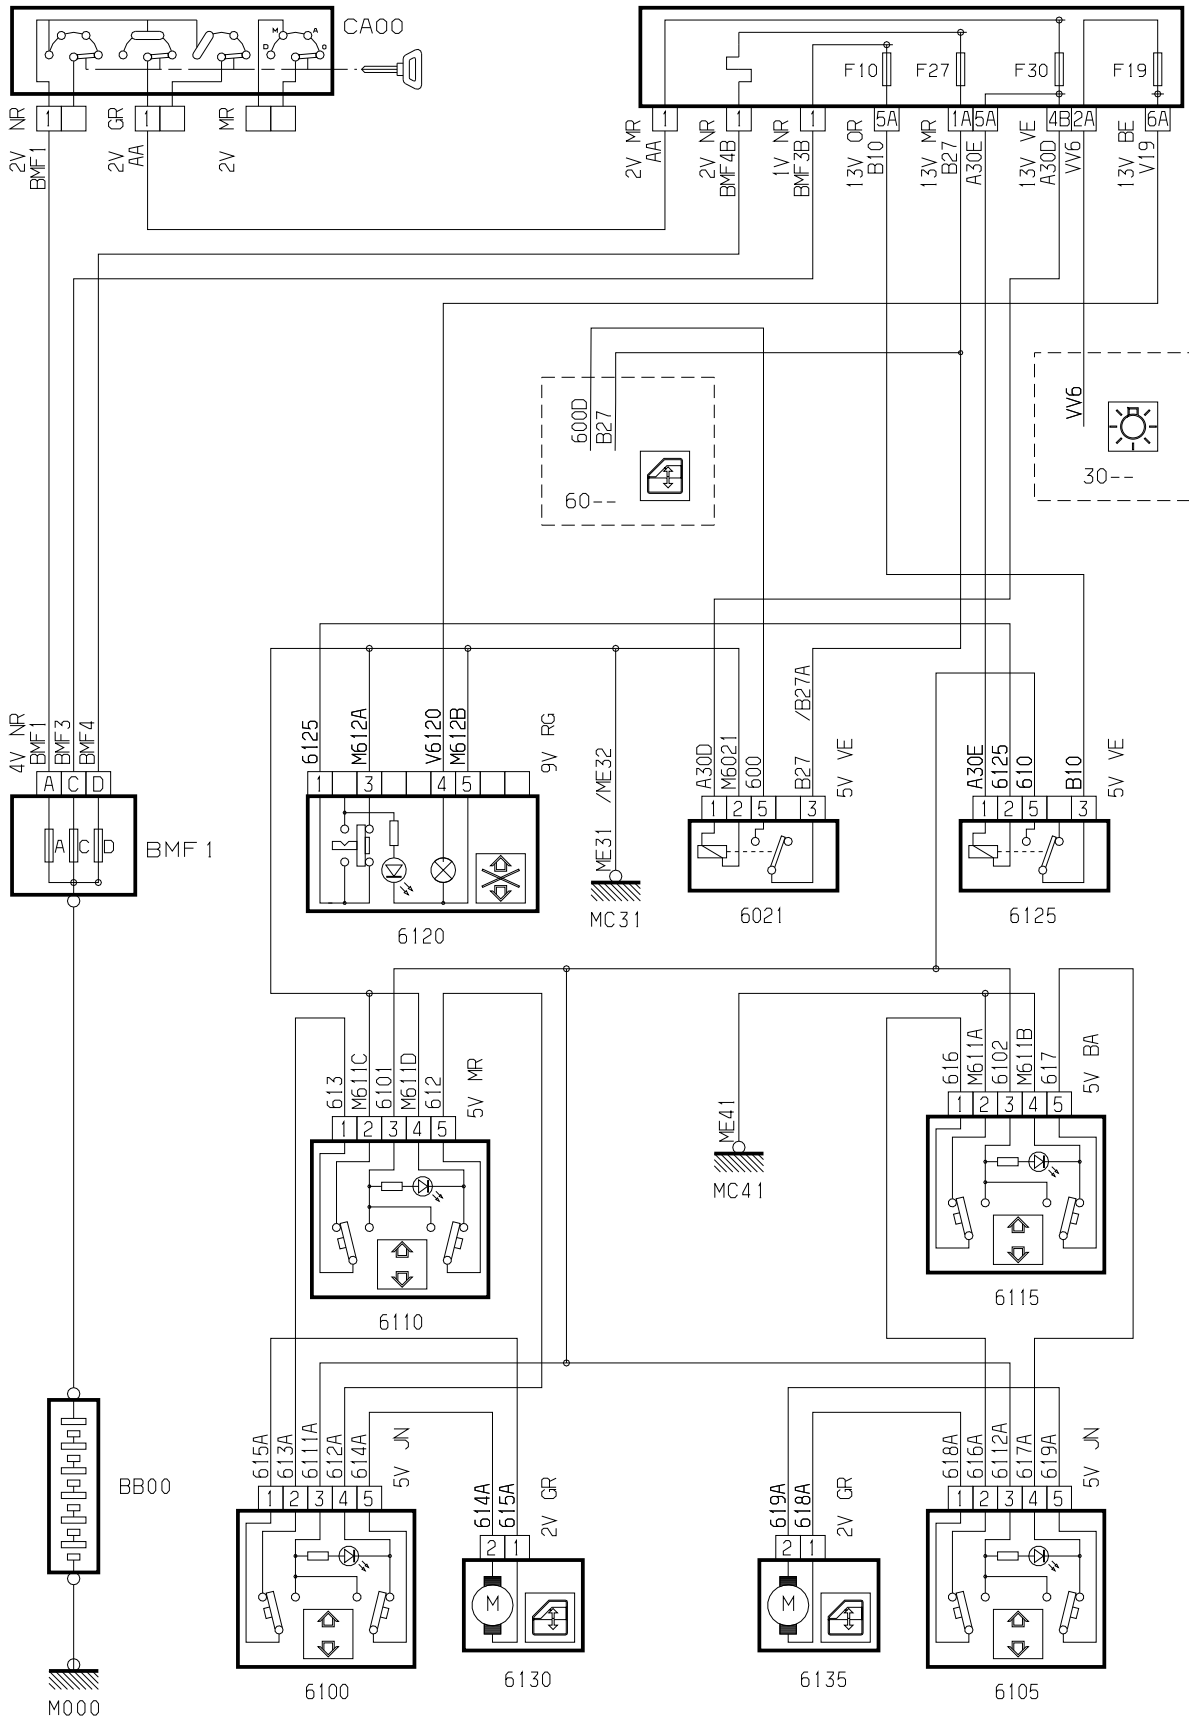 CA00
M
A
D
O
F10
F27
F30
F19
1
1
2V NR
BMF1
2V GR
AA
2V MR
1
1
1
5A
1A
5A
4B
2A
6A
2V MR
AA
2V NR
BMF4B
1V NR
BMF3B
13V OR
B10
13V MR
B27
A30E
13V VE
A30D
VV6
13V BE
V19
600D
B27
60--
VV6
30--
4V NR
BMF1
BMF3
BMF4
A
C
D
A
C
D
BMF1
6125
M612A
V6120
M612B
9V RG
1
3
4
5
6120
ME31 /ME32
MC31
A30D
M6021
600
B27 /B27A
5V VE
1
2
5
3
6021
A30E
6125
610
B10
5V VE
1
2
5
3
6125
613
M611C
6101
M611D
612
5V MR
1
2
3
4
5
6110
ME41
MC41
616
M611A
6102
M611B
617
5V BA
1
2
3
4
5
6115
BB00
M000
615A
613A
6111A
612A
614A
5V JN
1
2
3
4
5
6100
614A
615A
2V GR
2
1
M
6130
619A
618A
2V GR
2
1
M
6135
618A
616A
6112A
617A
619A
5V JN
1
2
3
4
5
6105